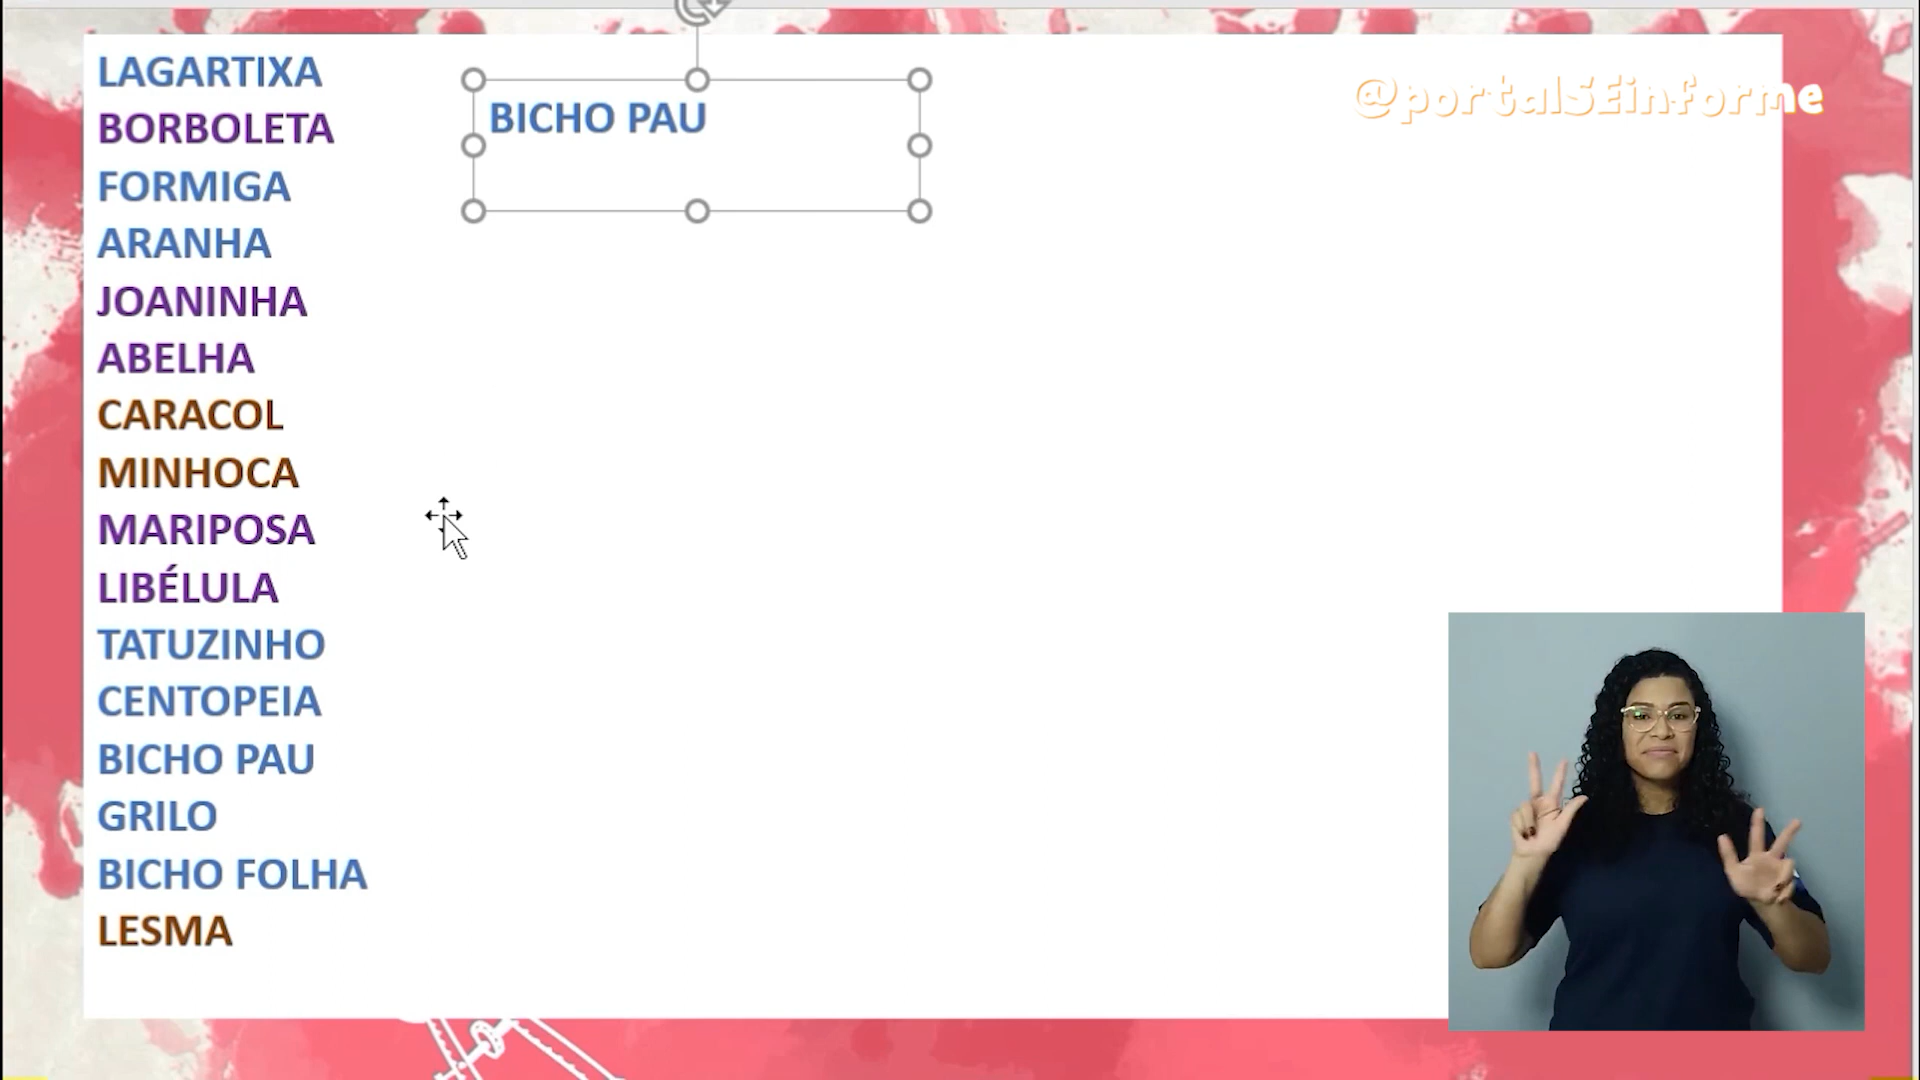 LAGARTIXA
BORBOLETA
FORMIGA
ARANHA
JOANINHA
ABELHA
CARACOL
MINHOCA
MARIPOSA
LIBÉLULA
TATUZINHO
CENTOPEIA
BICHO PAU
GRILO
BICHO FOLHA
LESMA
BICHO PAU
@portalSEinforme